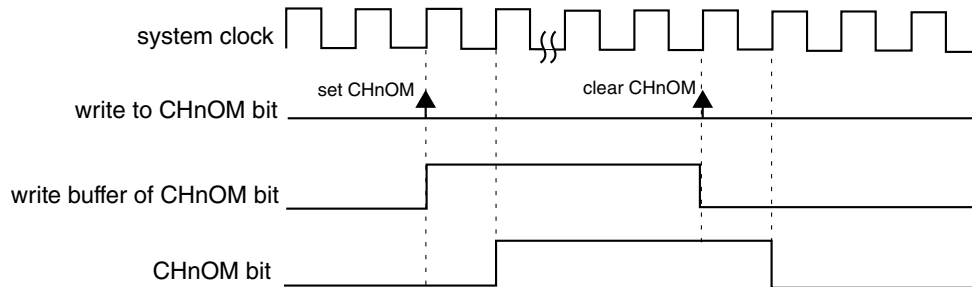 system clock
set CHnOM
clear CHnOM
write to CHnOM bit
write buffer of CHnOM bit
CHnOM bit